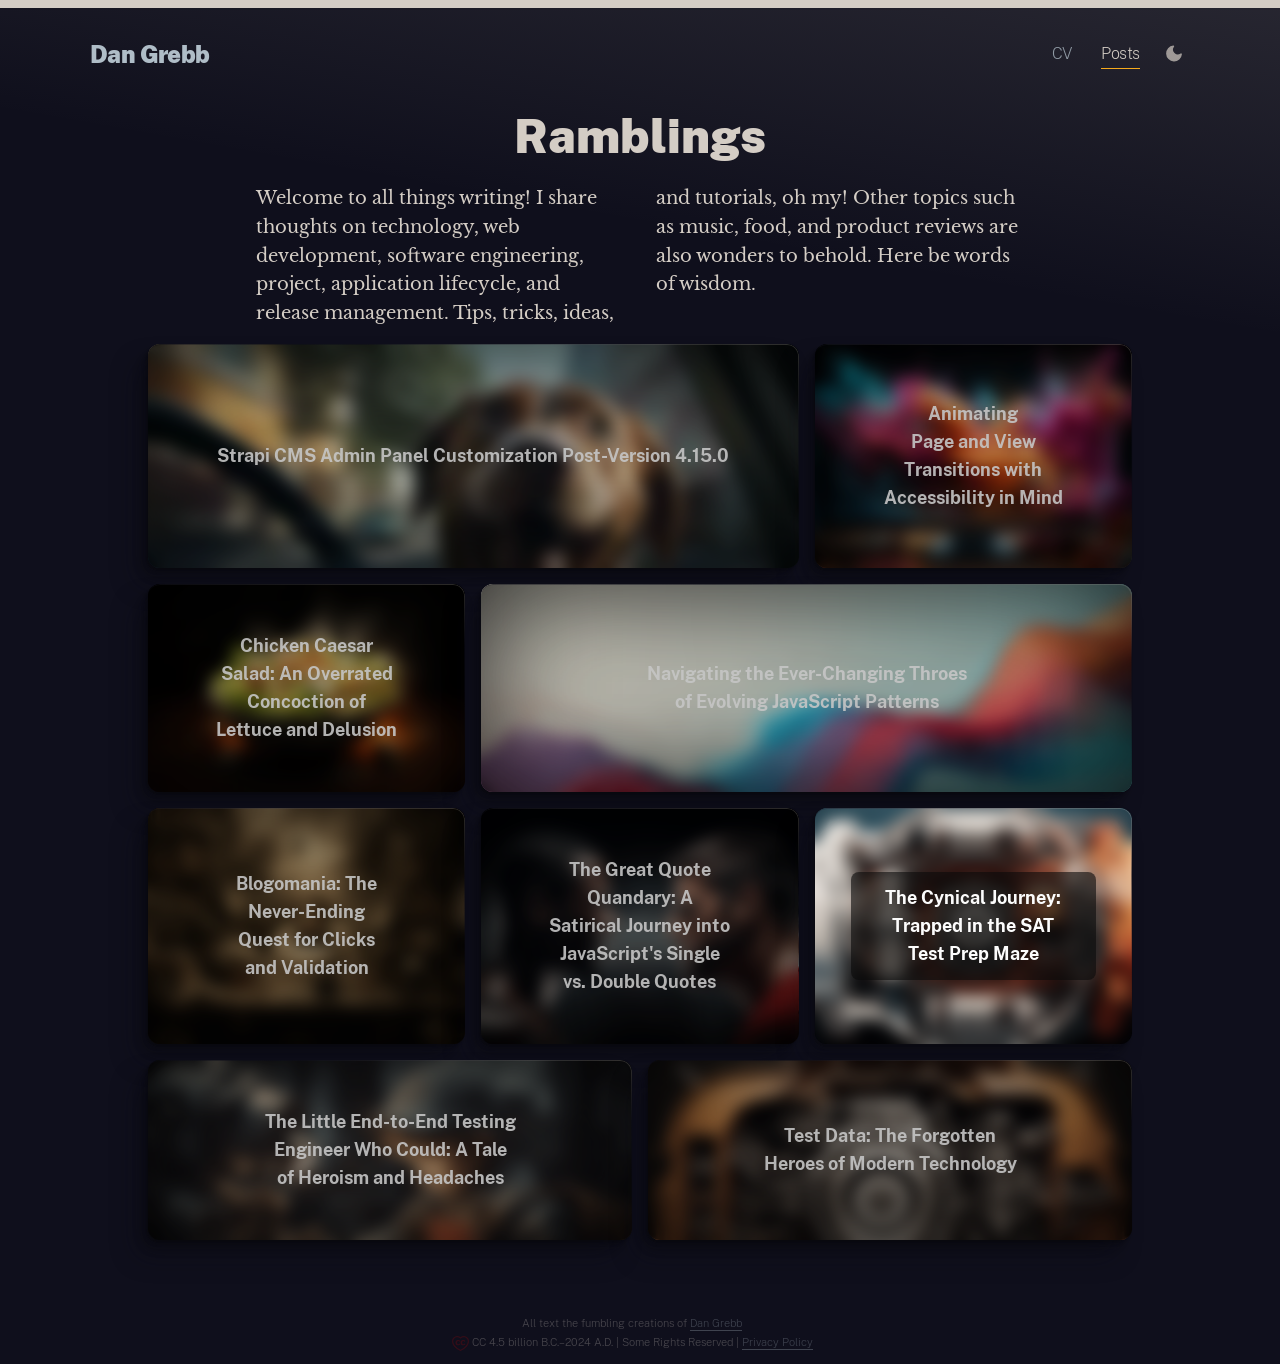 Dan Grebb
CV
Posts
Ramblings
Welcome to all things writing! I share
thoughts on technology, web
development, software engineering,
project, application lifecycle, and
release management. Tips, tricks, ideas,
and tutorials, oh my! Other topics such
as music, food, and product reviews are
also wonders to behold. Here be words
of wisdom.
Strapi CMS Admin Panel Customization Post-Version 4.15.0
Animating
Page and View
Transitions with
Accessibility in Mind
Chicken Caesar
Salad: An Overrated
Concoction of
Lettuce and Delusion
Navigating the Ever-Changing Throes
of Evolving JavaScript Patterns
Blogomania: The
Never-Ending
Quest for Clicks
and Validation
The Great Quote
Quandary: A
Satirical Journey into
JavaScript's Single
vs. Double Quotes
The Cynical Journey:
Trapped in the SAT
Test Prep Maze
The Little End-to-End Testing
Engineer Who Could: A Tale
of Heroism and Headaches
Test Data: The Forgotten
Heroes of Modern Technology
All text the fumbling creations of Dan Grebb
CC 4.5 billion B.C.–2024 A.D. | Some Rights Reserved | Privacy Policy